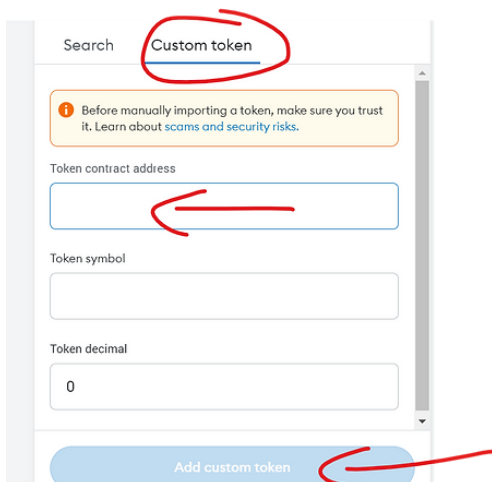 Search Custom token
Before manually importing a token, make sure you trust
it. Learn about scams and security risks.
Token contract address
Token symbol
Token decimal
0
Add custom token